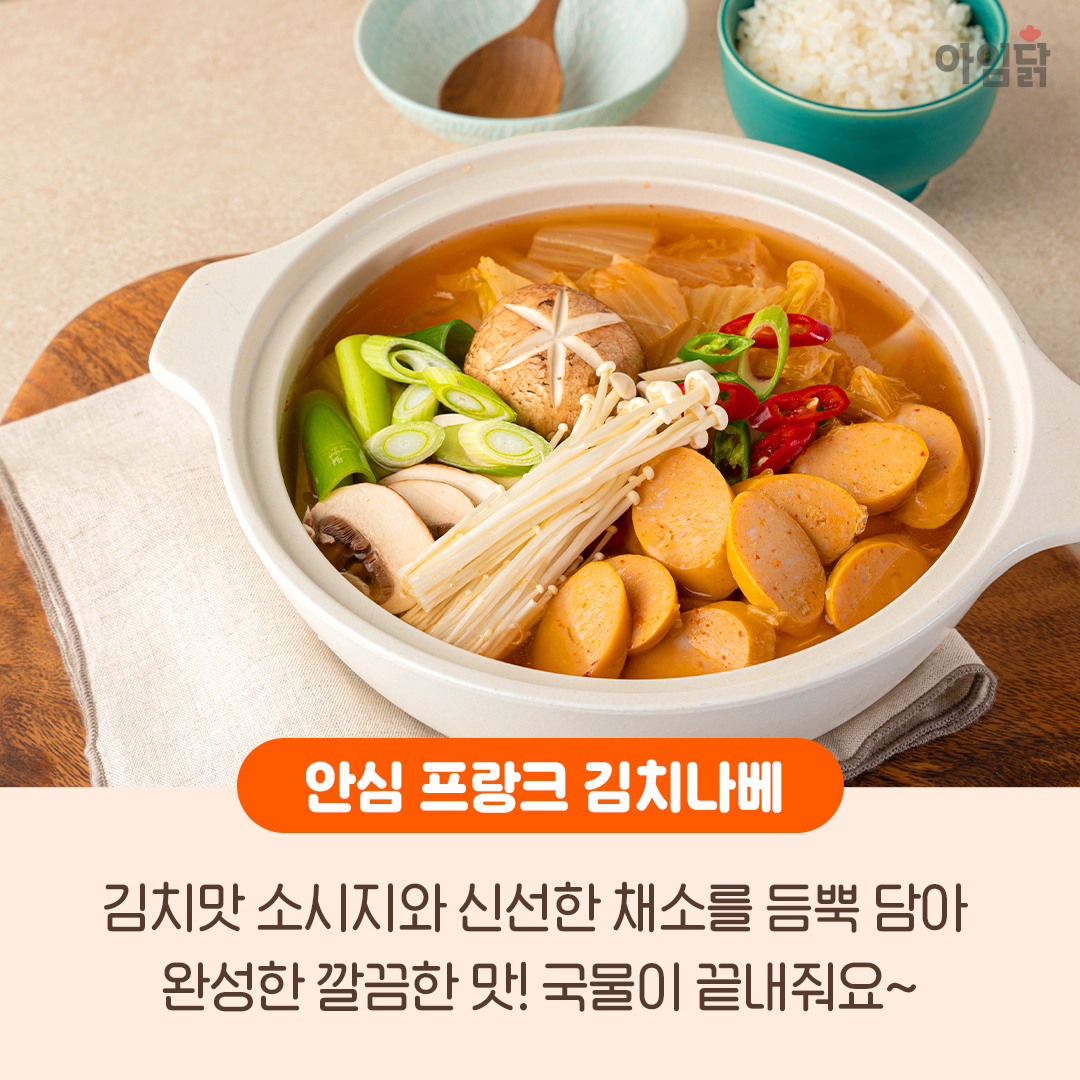 아임닭
안심 프랑크 김치나베
김치맛 소시지와 신선한 채소를 듬뿍 담아
완성한 깔끔한 맛! 국물이 끝내줘요~